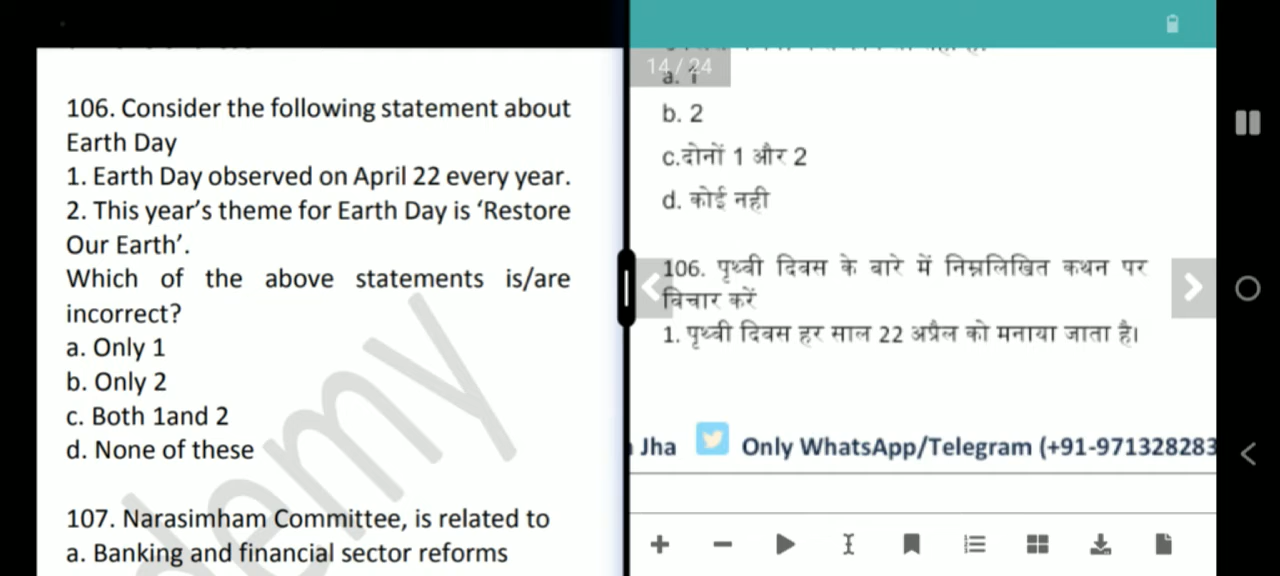 106. Consider the following statement about
Earth Day
1. Earth Day observed on April 22 every year.
2. This year's theme for Earth Day is ‘Restore
Our Earth’.
Which of the above statements is/are
incorrect?
a. Only 1
b. Only 2
c. Both 1and 2
d. None of these
107. Narasimham Committee, is related to
a. Banking and financial sector reforms
demy
14 / 24
a. 1
b. 2
c.दोनों 1 और 2
d. कोई नही
106. पृथ्वी दिवस के बारे में निम्नलिखित कथन पर
विचार करें
1. पृथ्वी दिवस हर साल 22 अप्रैल को मनाया जाता है।
Jha Only WhatsApp/Telegram (+91-971328283